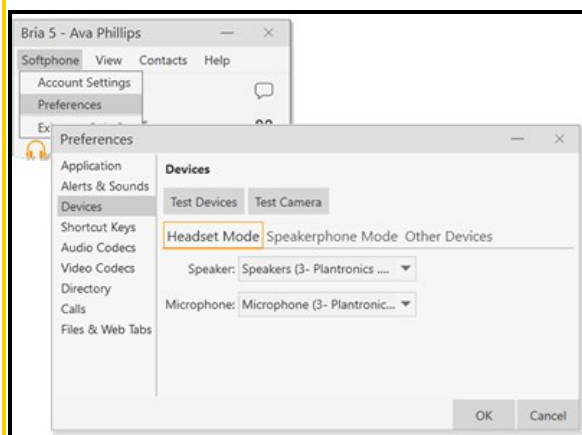 Bria 5 - Ava Phillips
Softphone View Contacts Help
Account Settings
Preferences
Preferences
Application
Alerts & Sounds
Devices
Shortcut Keys
Audio Codecs
Video Codecs
Directory
Calls
Files & Web Tabs
Devices
Test Devices Test Camera
Headset Mode Speakerphone Mode Other Devices
Speaker: Speakers (3- Plantronics ....
Microphone: Microphone (3- Plantronic...
OK Cancel